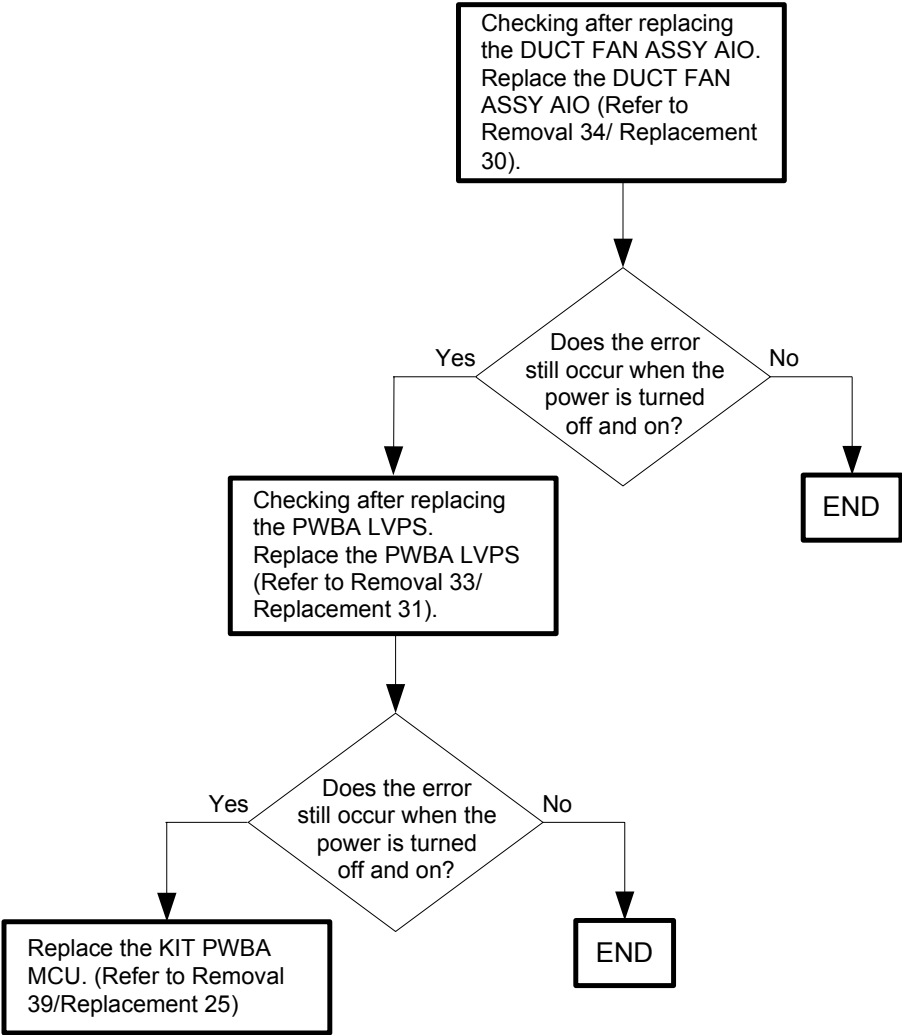 Checking after replacing
the DUCT FAN ASSY AIO.
Replace the DUCT FAN
ASSY AIO (Refer to
Removal 34/ Replacement
30).
Does the error
still occur when the
power is turned
off and on?
Yes
No
END
Checking after replacing
the PWBA LVPS.
Replace the PWBA LVPS
(Refer to Removal 33/
Replacement 31).
Does the error
still occur when the
power is turned
off and on?
Yes
No
END
Replace the KIT PWBA
MCU. (Refer to Removal
39/Replacement 25)